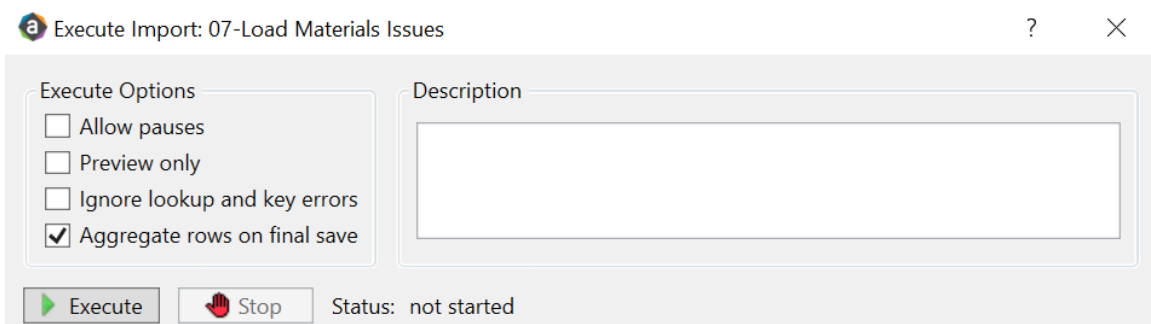 Execute Import: 07-Load Materials Issues
?
Execute Options
Allow pauses
Preview only
Ignore lookup and key errors
Aggregate rows on final save
Description
Execute
Stop
Status: not started